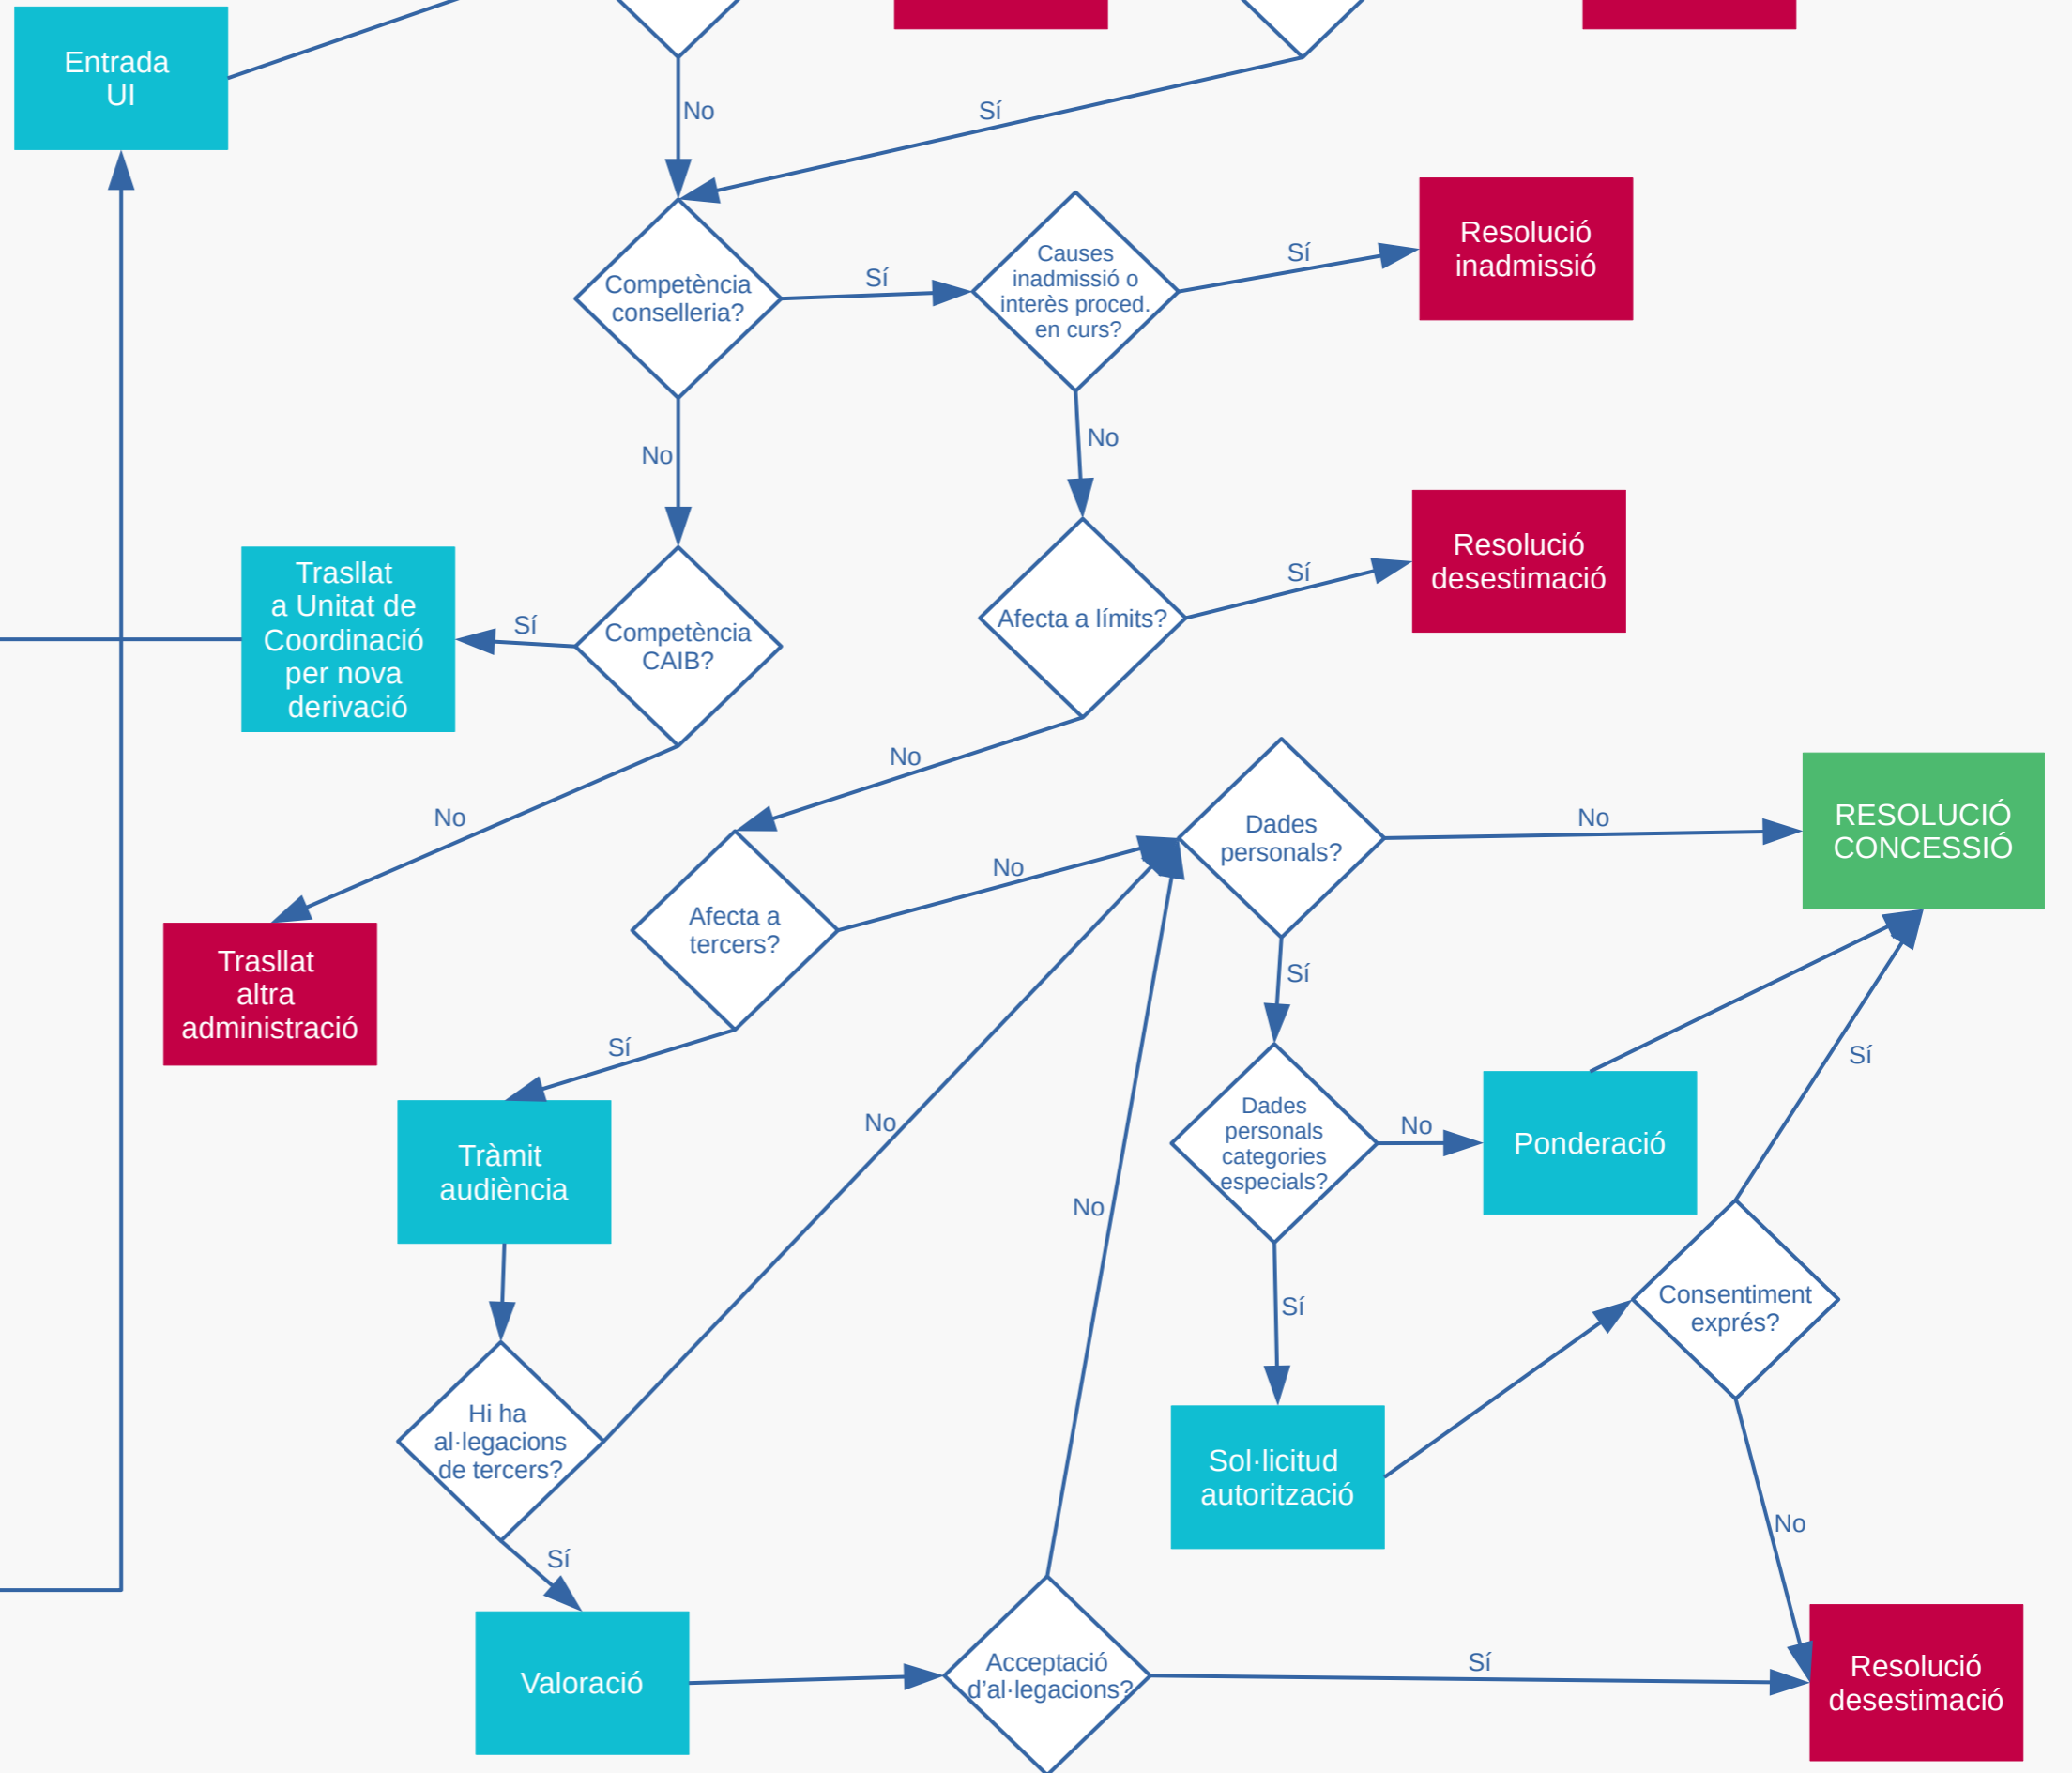 Entrada
UI
No
Sí
Competència
conselleria?
Sí
Causes
inadmissió o
interès proced.
en curs?
Sí
Resolució
inadmissió
No
No
Trasllat
a Unitat de
Coordinació
per nova
derivació
Sí
Competència
CAIB?
Afecta a límits?
Sí
Resolució
desestimació
No
No
Trasllat
altra
administració
Afecta a
tercers?
No
Dades
personals?
No
RESOLUCIÓ
CONCESSIÓ
Sí
Sí
Tràmit
audiència
No
Dades
personals
categories
especials?
No
Ponderació
Sí
No
Sí
Consentiment
exprés?
Hi ha
al·legacions
de tercers?
Sol·licitud
autorització
Sí
No
Valoració
Acceptació
d’al·legacions?
Sí
Resolució
desestimació